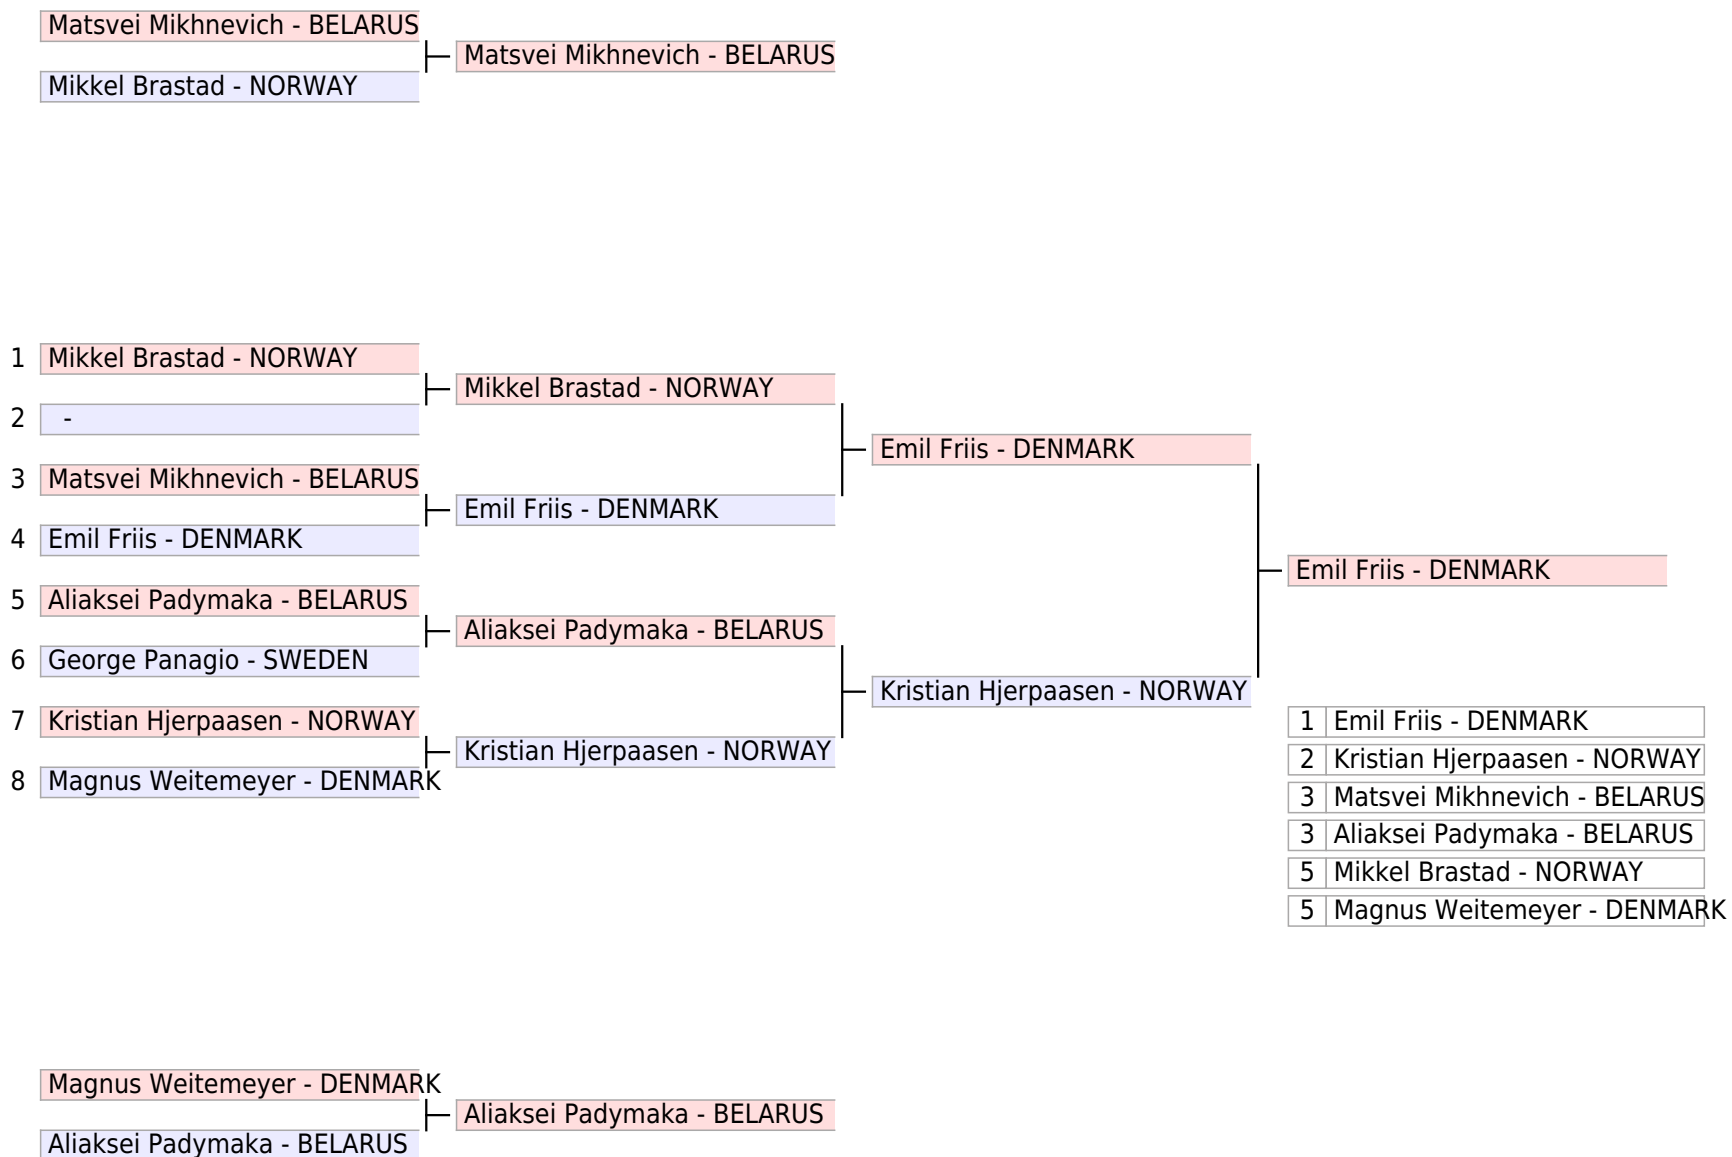 Matsvei Mikhnevich - BELARUS
Matsvei Mikhnevich - BELARUS
Mikkel Brastad - NORWAY
1 Mikkel Brastad - NORWAY
Mikkel Brastad - NORWAY
2 -
Emil Friis - DENMARK
3 Matsvei Mikhnevich - BELARUS
Emil Friis - DENMARK
4 Emil Friis - DENMARK
Emil Friis - DENMARK
5 Aliaksei Padymaka - BELARUS
Aliaksei Padymaka - BELARUS
6 George Panagio - SWEDEN
Kristian Hjerpaasen - NORWAY
7 Kristian Hjerpaasen - NORWAY
Kristian Hjerpaasen - NORWAY
8 Magnus Weitemeyer - DENMARK
1 Emil Friis - DENMARK
2 Kristian Hjerpaasen - NORWAY
3 Matsvei Mikhnevich - BELARUS
3 Aliaksei Padymaka - BELARUS
5 Mikkel Brastad - NORWAY
5 Magnus Weitemeyer - DENMARK
Magnus Weitemeyer - DENMARK
Aliaksei Padymaka - BELARUS
Aliaksei Padymaka - BELARUS